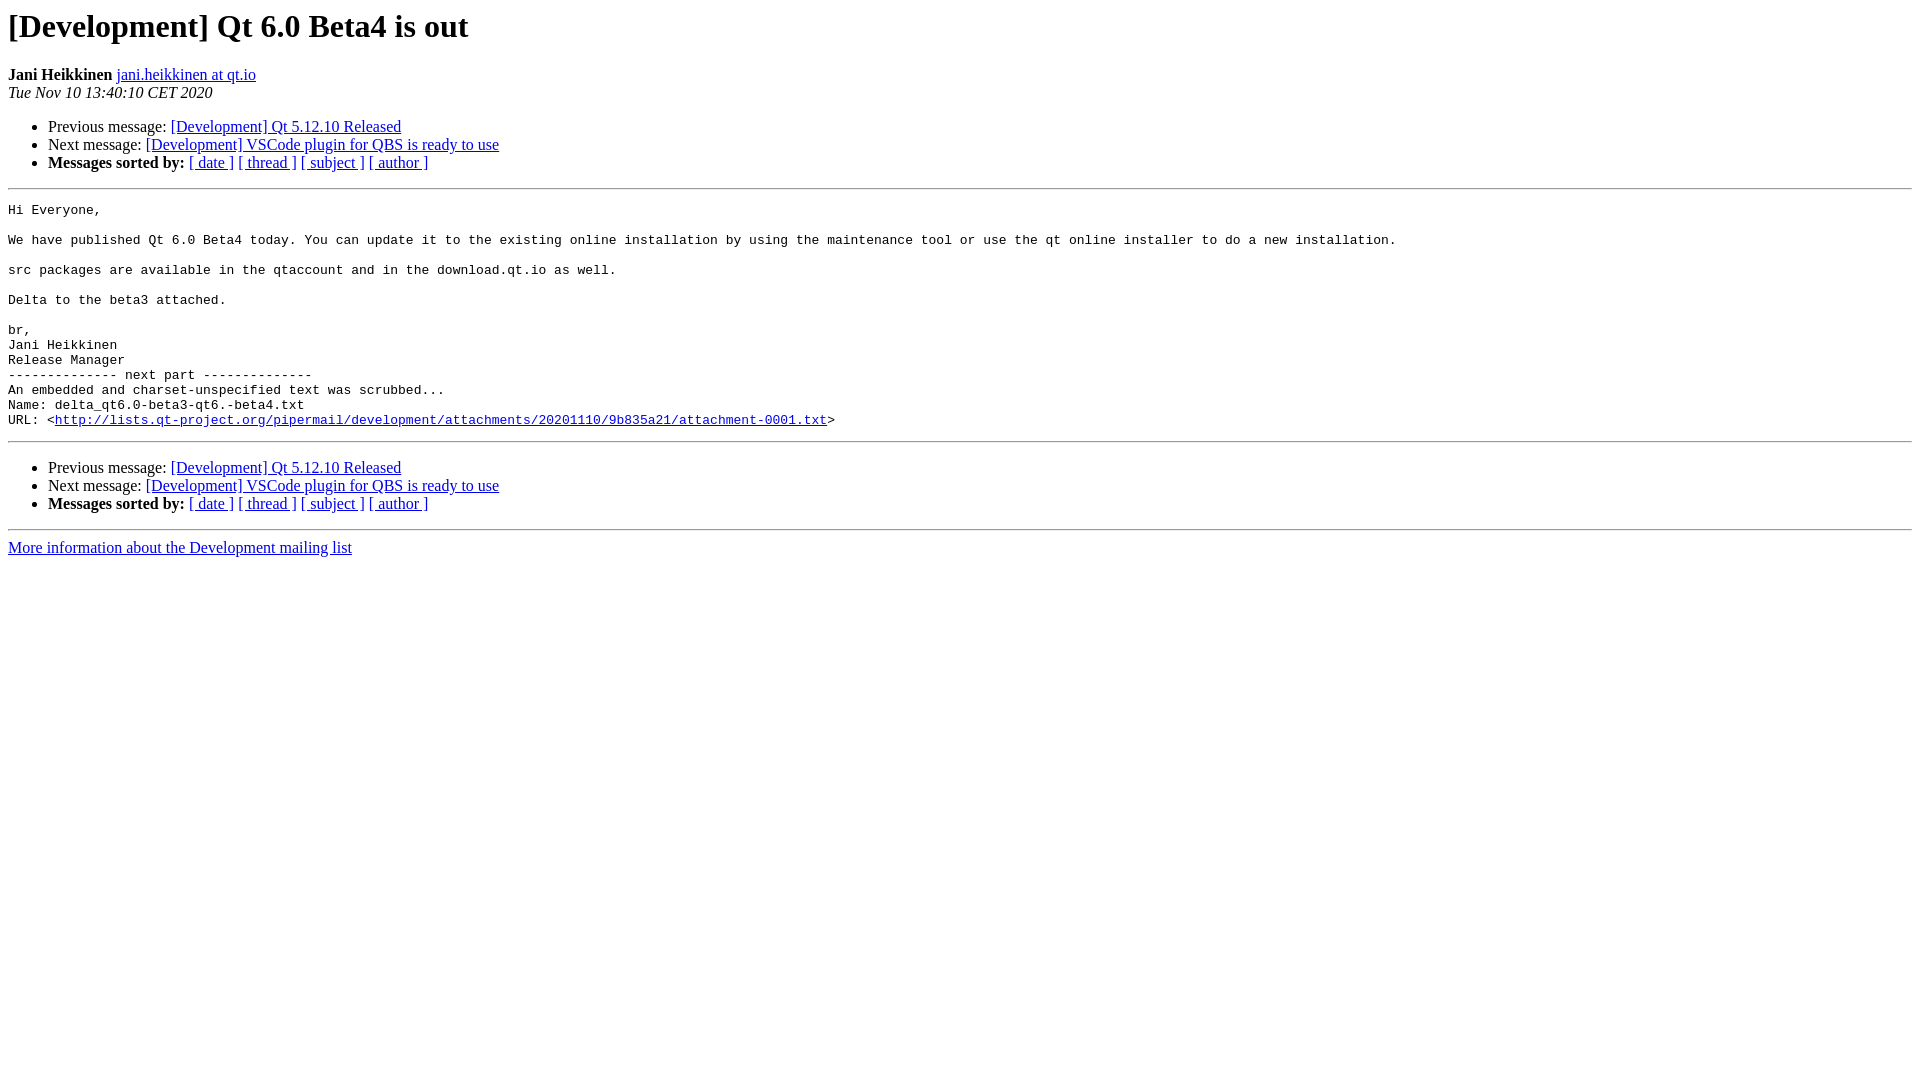 [Development] Qt 6.0 Beta4 is out
Jani Heikkinen jani.heikkinen at qt.io
Tue Nov 10 13:40:10 CET 2020
Previous message: [Development] Qt 5.12.10 Released
Next message: [Development] VSCode plugin for QBS is ready to use
Messages sorted by: [ date ] [ thread ] [ subject ] [ author ]
Hi Everyone,
We have published Qt 6.0 Beta4 today. You can update it to the existing online installation by using the maintenance tool or use the qt online installer to do a new installation.
src packages are available in the qtaccount and in the download.qt.io as well.
Delta to the beta3 attached.
br,
Jani Heikkinen
Release Manager
-------------- next part --------------
An embedded and charset-unspecified text was scrubbed...
Name: delta_qt6.0-beta3-qt6.-beta4.txt
URL: <http://lists.qt-project.org/pipermail/development/attachments/20201110/9b835a21/attachment-0001.txt>
Previous message: [Development] Qt 5.12.10 Released
Next message: [Development] VSCode plugin for QBS is ready to use
Messages sorted by: [ date ] [ thread ] [ subject ] [ author ]
More information about the Development mailing list